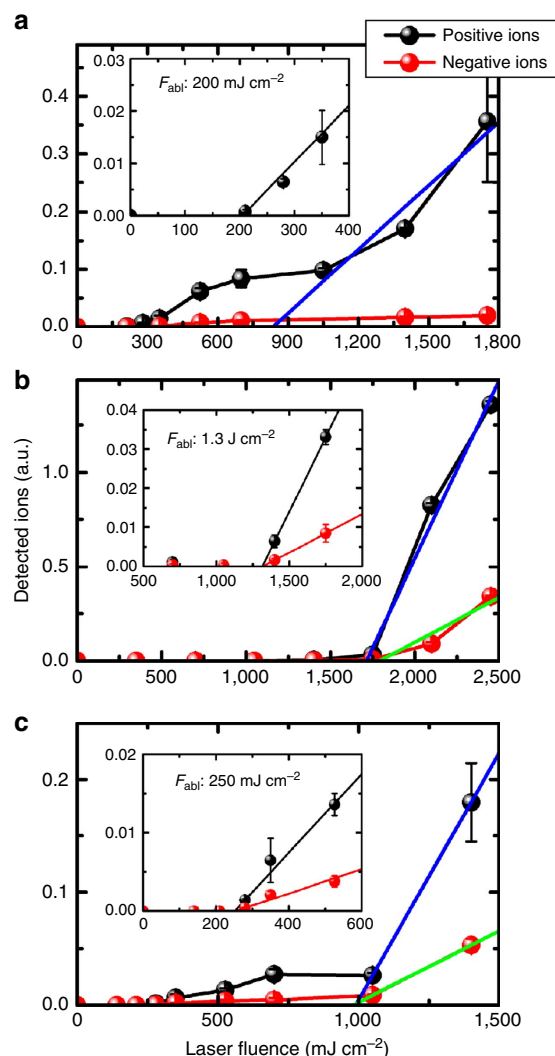 a
Positive ions
Negative ions
F_abl: 200 mJ cm⁻²
0.015
0.010
0.005
0.000
0 100 200 300 400
0.4
0.3
0.2
0.1
0.0
0 300 600 900 1,200 1,500 1,800
b
F_abl: 1.3 J cm⁻²
0.04
0.03
0.02
0.01
0.00
500 1,000 1,500 2,000
1.0
0.5
0.0
0 500 1,000 1,500 2,000 2,500
Detected ions (a.u.)
c
F_abl: 250 mJ cm⁻²
0.02
0.01
0.00
0 200 400 600
0.2
0.1
0.0
0 500 1,000 1,500
Laser fluence (mJ cm⁻²)